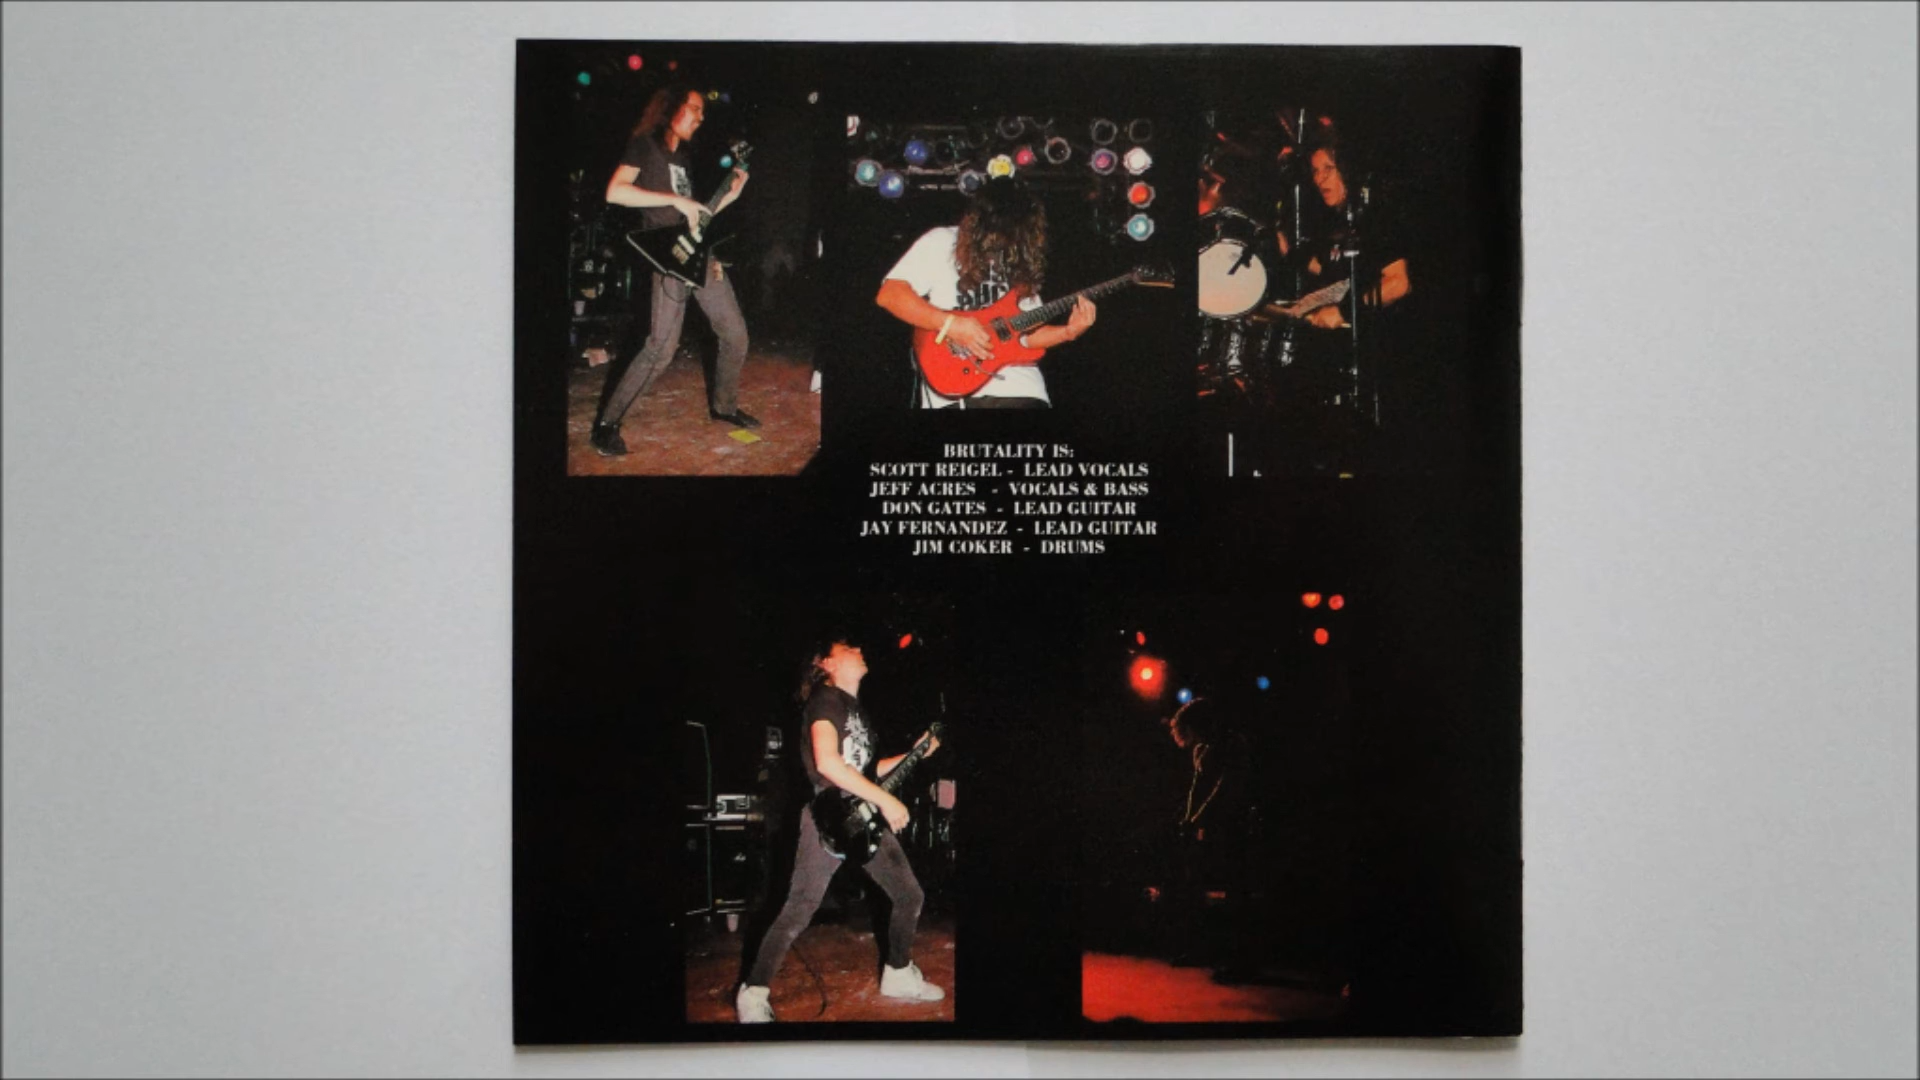 BRUTALITY IS:
SCOTT REIGEL - LEAD VOCALS
JEFF ACRES - VOCALS & BASS
DON GATES - LEAD GUITAR
JAY FERNANDEZ - LEAD GUITAR
JIM COKER - DRUMS